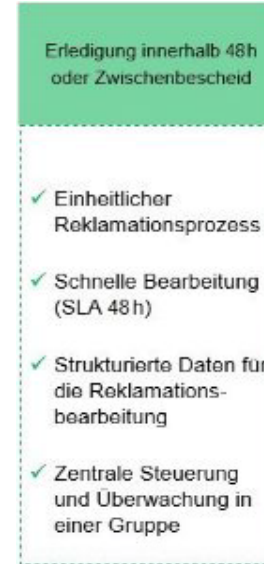 Erledigung innerhalb 48h
oder Zwischenbescheid
✓ Einheitlicher
Reklamationsprozess
✓ Schnelle Bearbeitung
(SLA 48h)
✓ Strukturierte Daten für
die Reklamations-
bearbeitung
✓ Zentrale Steuerung
und Überwachung in
einer Gruppe